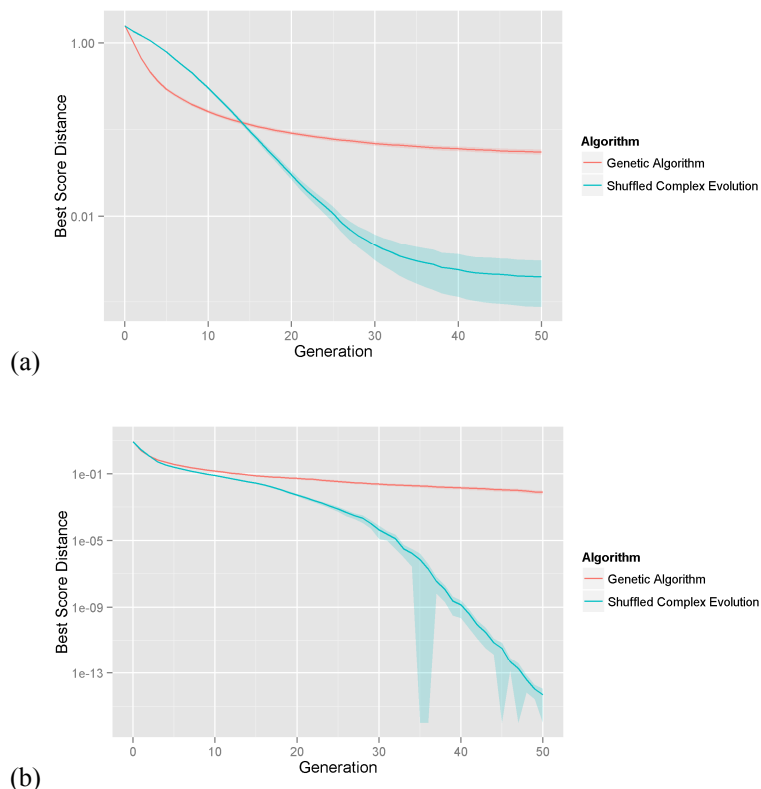 1.00
0.01
Best Score Distance
0 10 20 30 40 50
Generation
Algorithm
Genetic Algorithm
Shuffled Complex Evolution
(a)
1e-01
1e-05
1e-09
1e-13
Best Score Distance
0 10 20 30 40 50
Generation
Algorithm
Genetic Algorithm
Shuffled Complex Evolution
(b)